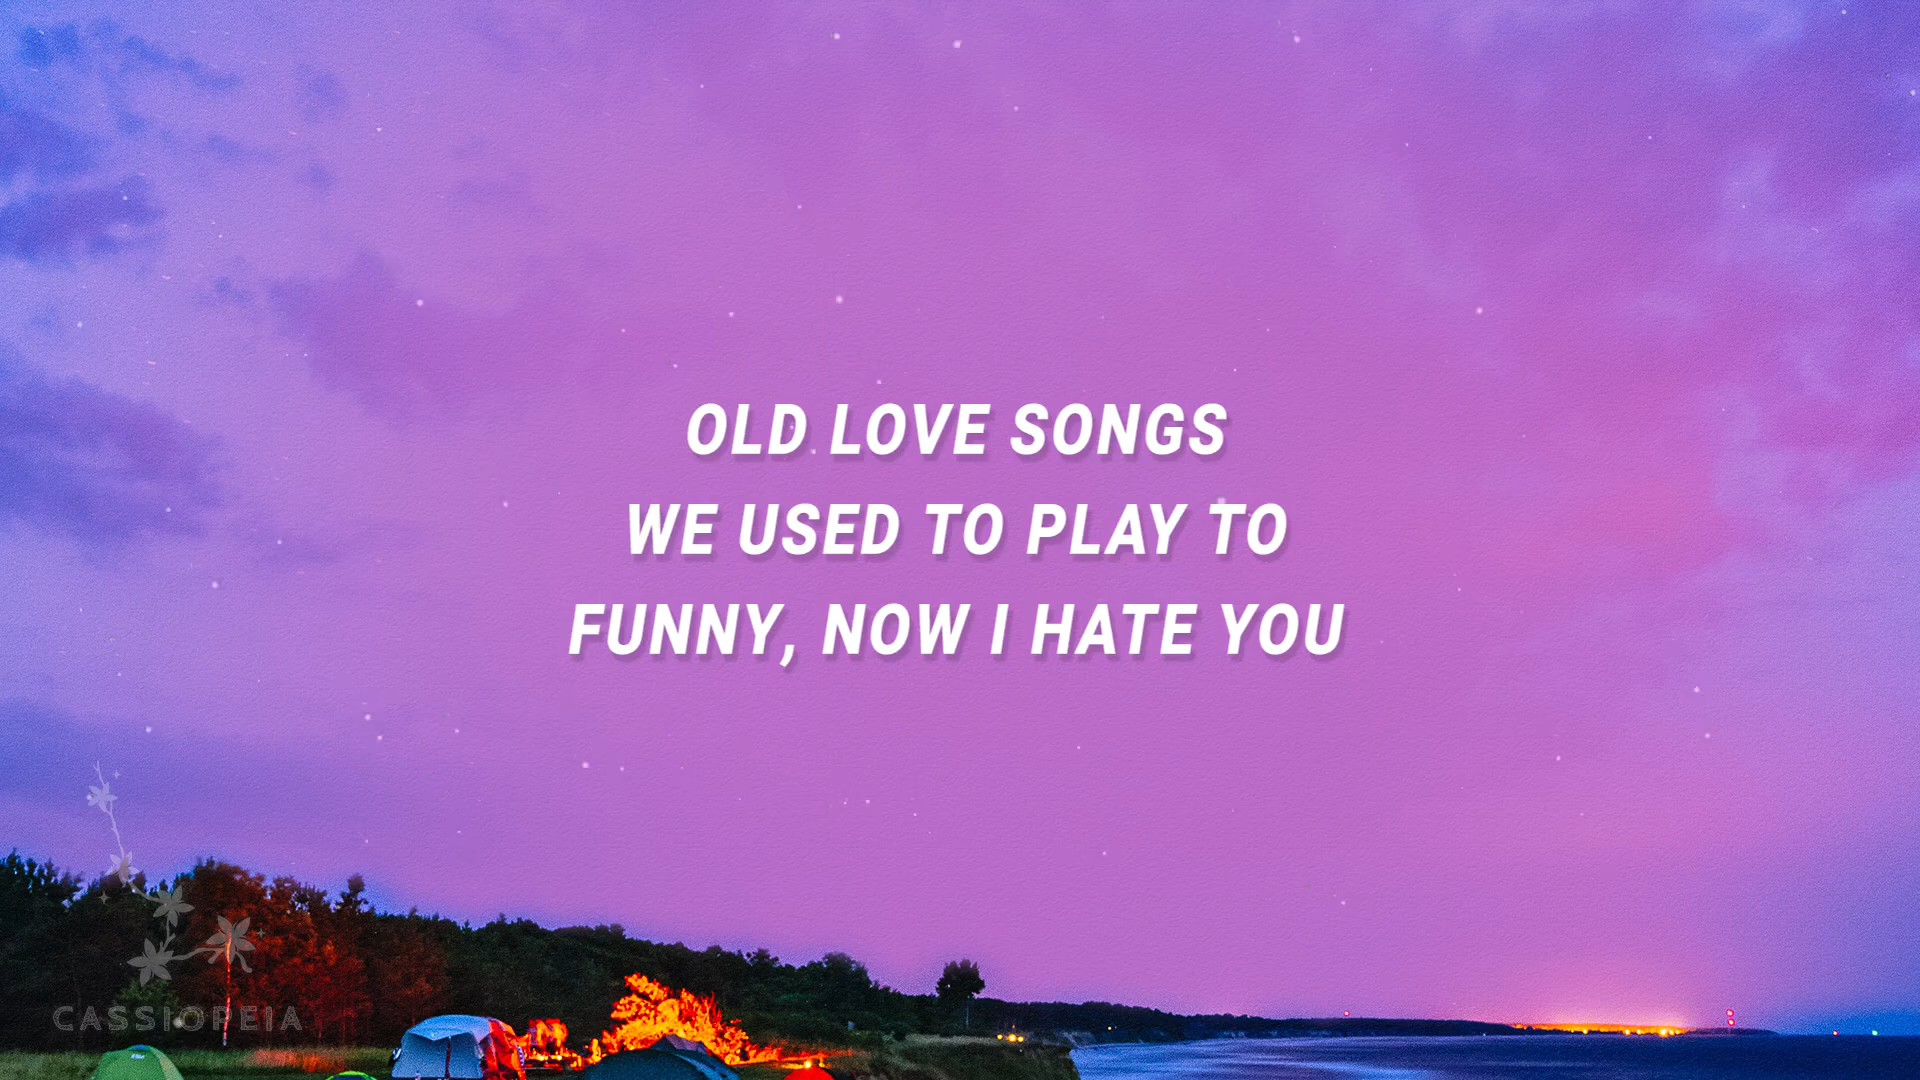 OLD LOVE SONGS
WE USED TO PLAY TO
FUNNY, NOW I HATE YOU
CASSIOPEIA